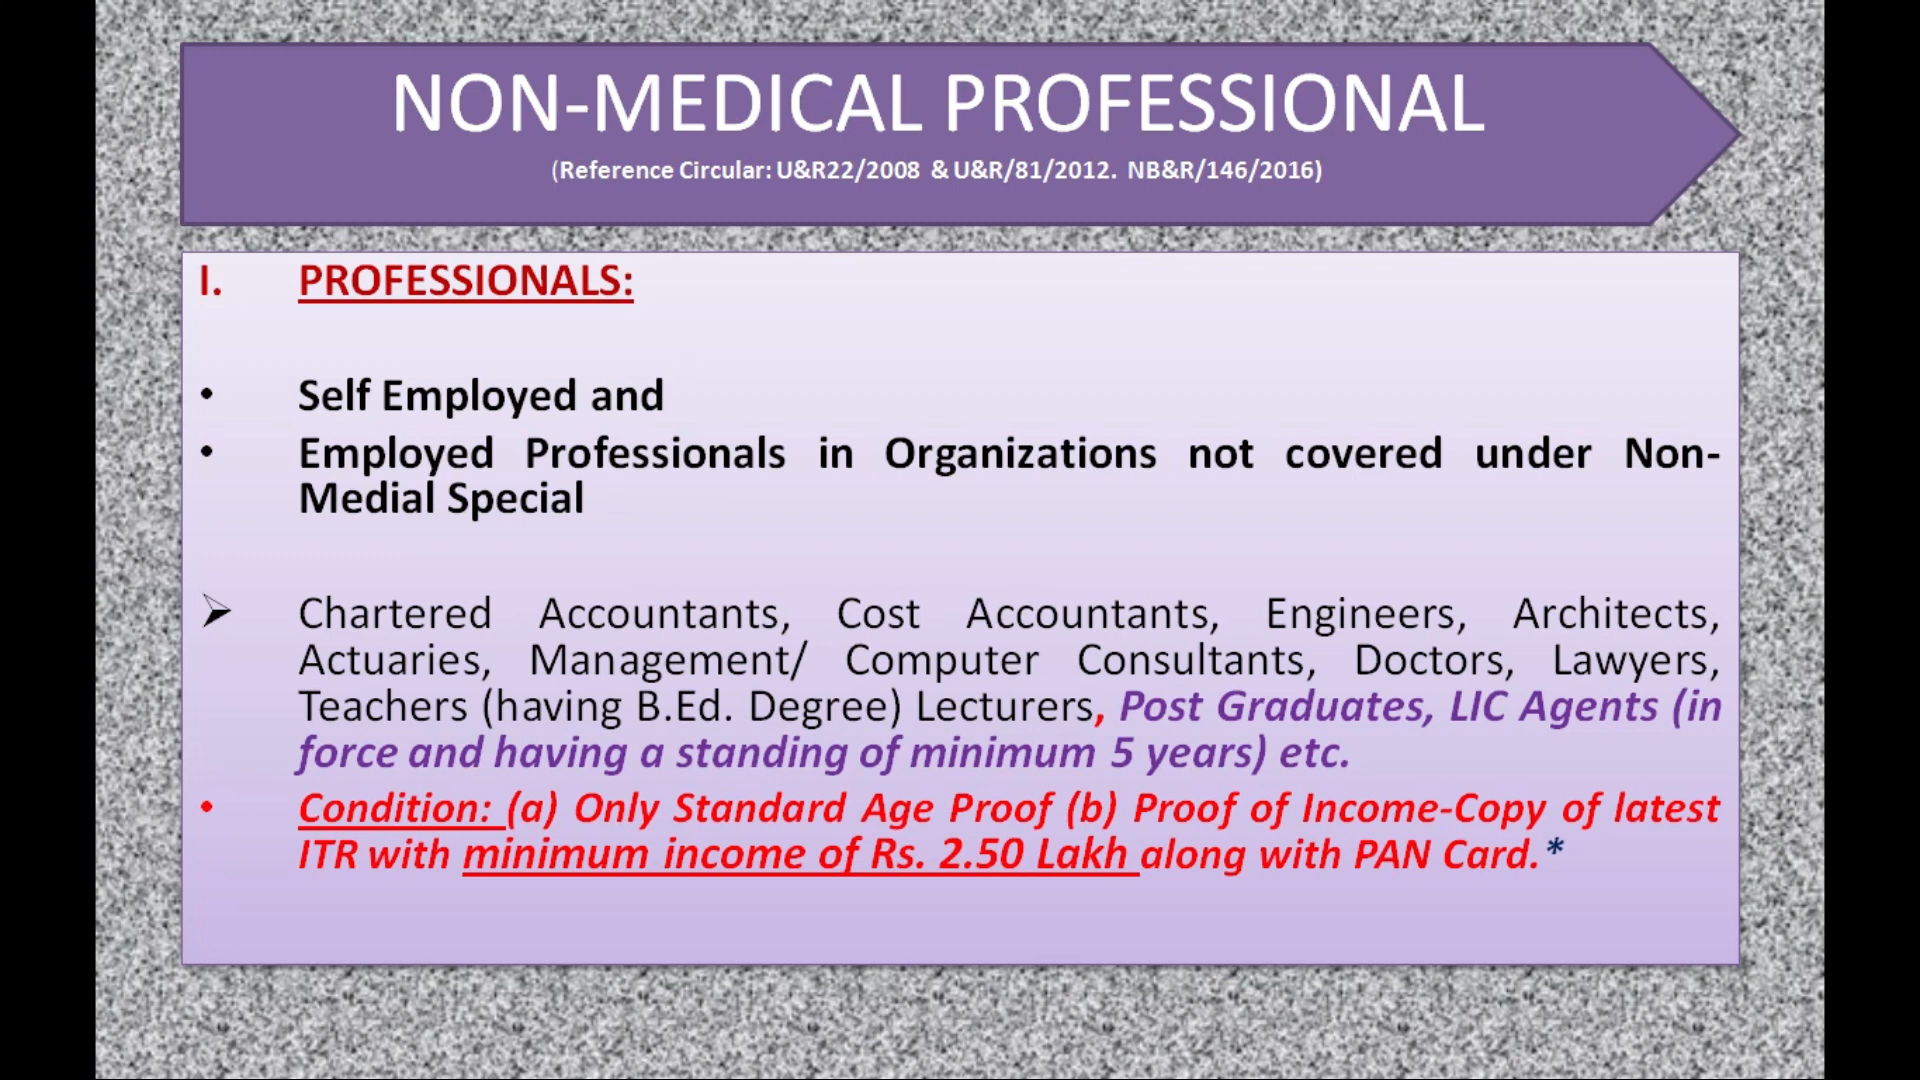 NON-MEDICAL PROFESSIONAL
(Reference Circular: U&R22/2008 & U&R/81/2012. NB&R/146/2016)
I. PROFESSIONALS:
• Self Employed and
• Employed Professionals in Organizations not covered under Non-
Medial Special
➢ Chartered Accountants, Cost Accountants, Engineers, Architects,
Actuaries, Management/ Computer Consultants, Doctors, Lawyers,
Teachers (having B.Ed. Degree) Lecturers, Post Graduates, LIC Agents (in
force and having a standing of minimum 5 years) etc.
• Condition: (a) Only Standard Age Proof (b) Proof of Income-Copy of latest
ITR with minimum income of Rs. 2.50 Lakh along with PAN Card.*